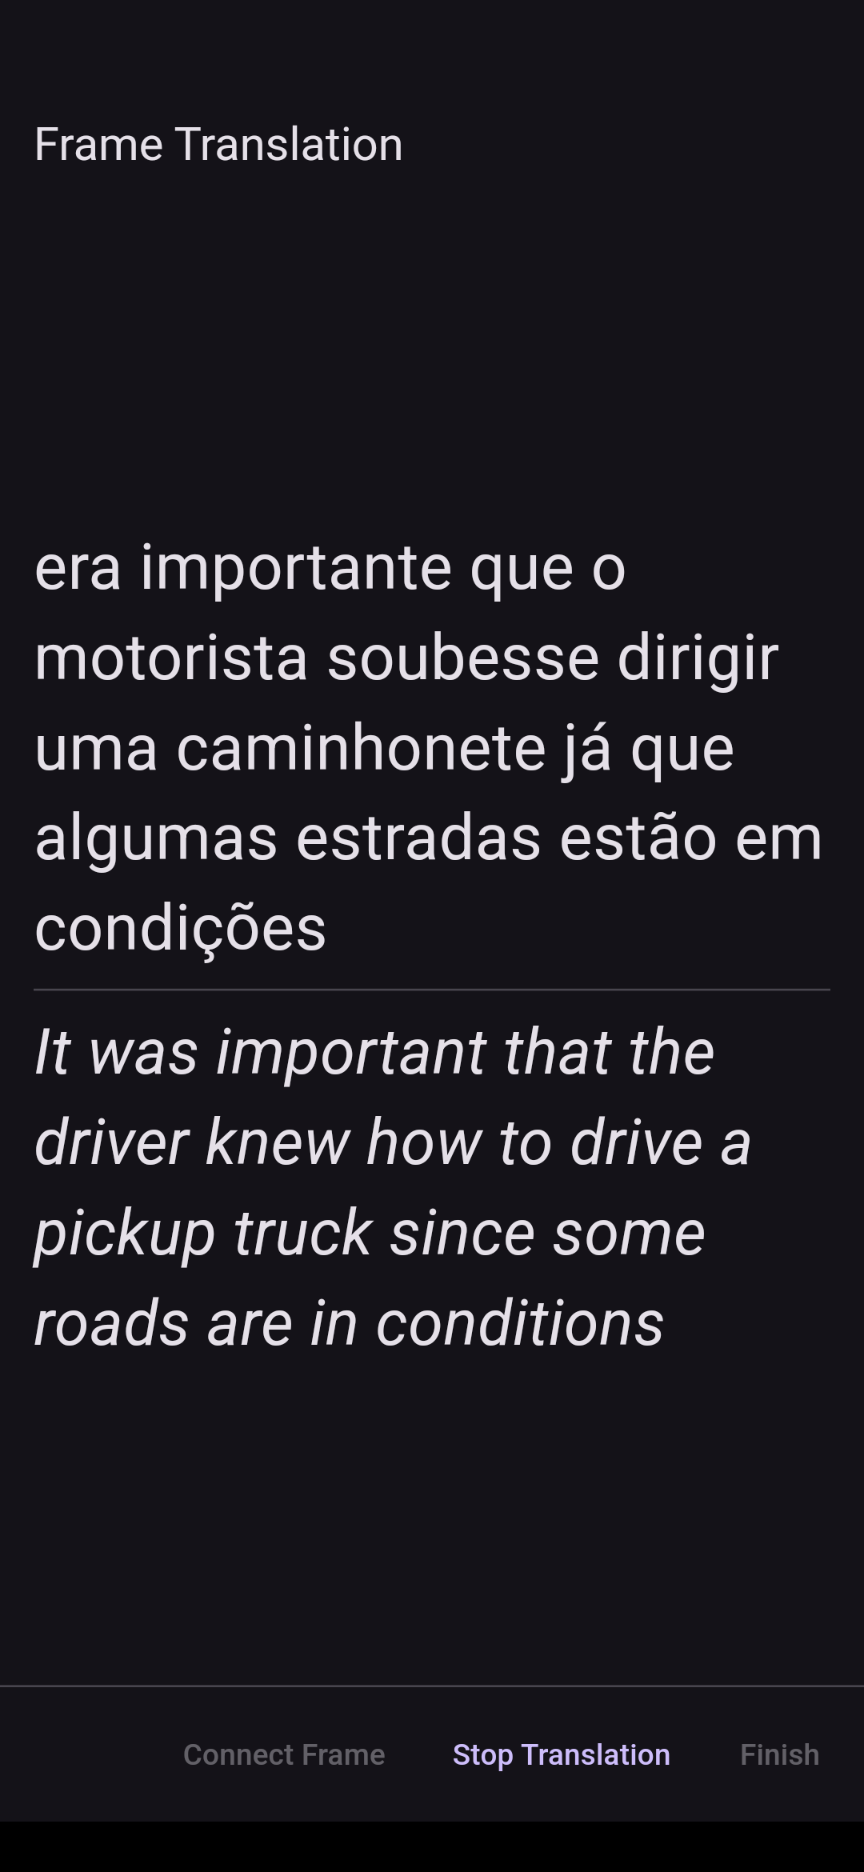 Frame Translation
era importante que o
motorista soubesse dirigir
uma caminhonete já que
algumas estradas estão em
condições
It was important that the
driver knew how to drive a
pickup truck since some
roads are in conditions
Connect Frame Stop Translation Finish